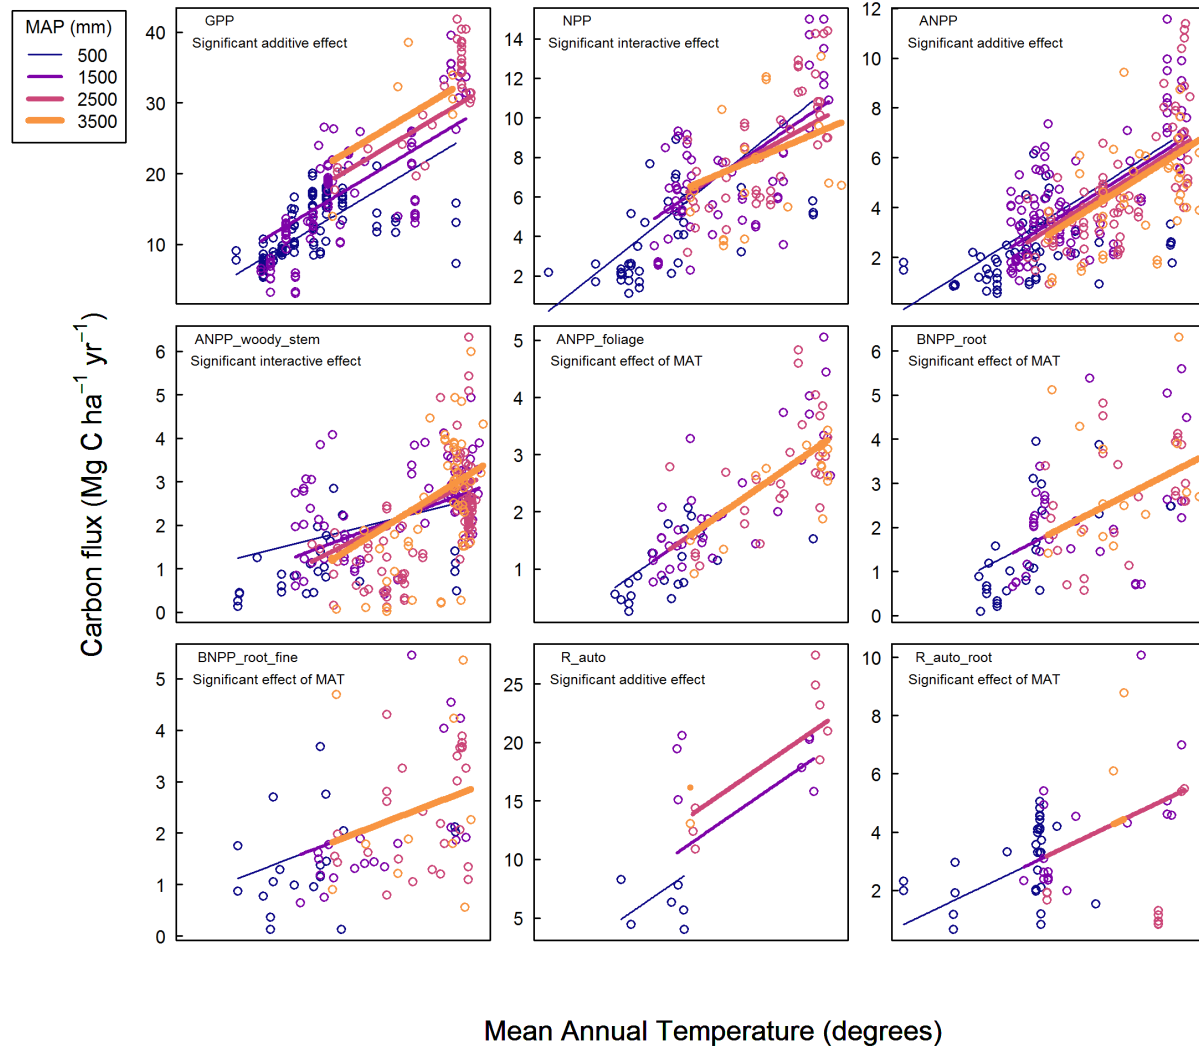 MAP (mm)
500
1500
2500
3500
GPP
Significant additive effect
40
30
20
10
NPP
Significant interactive effect
14
12
10
8
6
4
2
ANPP
Significant additive effect
12
10
8
6
4
2
ANPP_woody_stem
Significant interactive effect
6
5
4
3
2
1
0
ANPP_foliage
Significant effect of MAT
5
4
3
2
1
BNPP_root
Significant effect of MAT
6
5
4
3
2
1
0
BNPP_root_fine
Significant effect of MAT
5
4
3
2
1
0
R_auto
Significant additive effect
25
20
15
10
5
R_auto_root
Significant effect of MAT
10
8
6
4
2
Carbon flux (Mg C ha⁻¹ yr⁻¹)
Mean Annual Temperature (degrees)